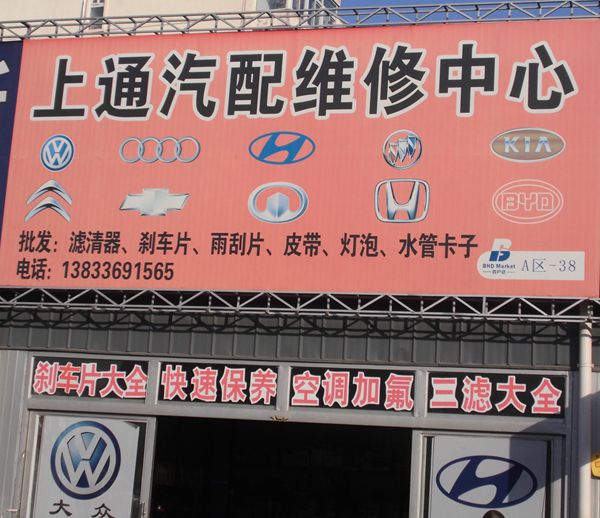 上通汽配维修中心
KIA
BYD
批发：滤清器、刹车片、雨刮片、皮带、灯泡、水管卡子
电话：13833691565
BHD Market
A区-38
刹车片大全 快速保养 空调加氟 三滤大全
大众